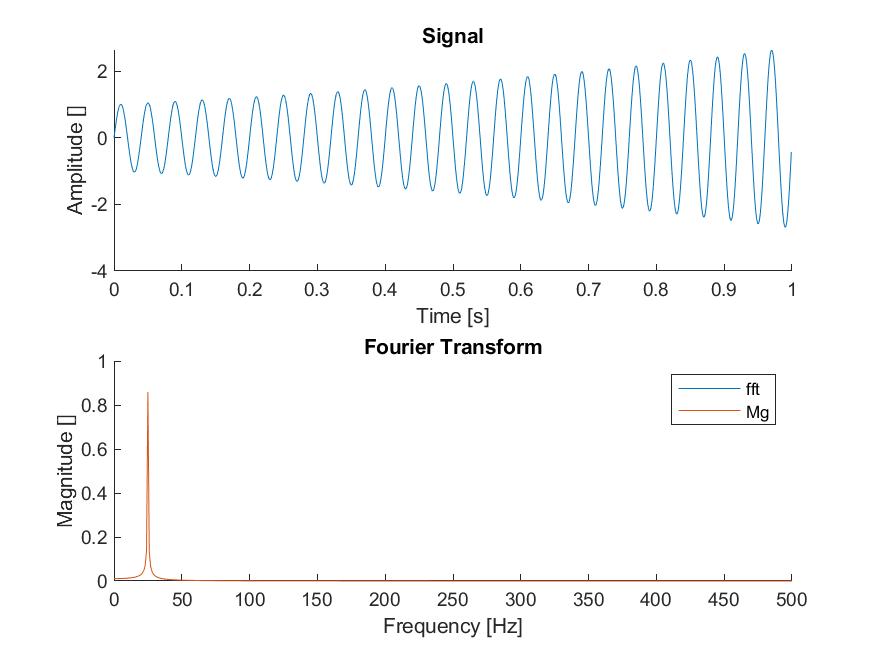 Signal
Amplitude []
2
0
-2
-4
0 0.1 0.2 0.3 0.4 0.5 0.6 0.7 0.8 0.9 1
Time [s]
Fourier Transform
Magnitude []
1
0.8
0.6
0.4
0.2
0
fft
Mg
0 50 100 150 200 250 300 350 400 450 500
Frequency [Hz]